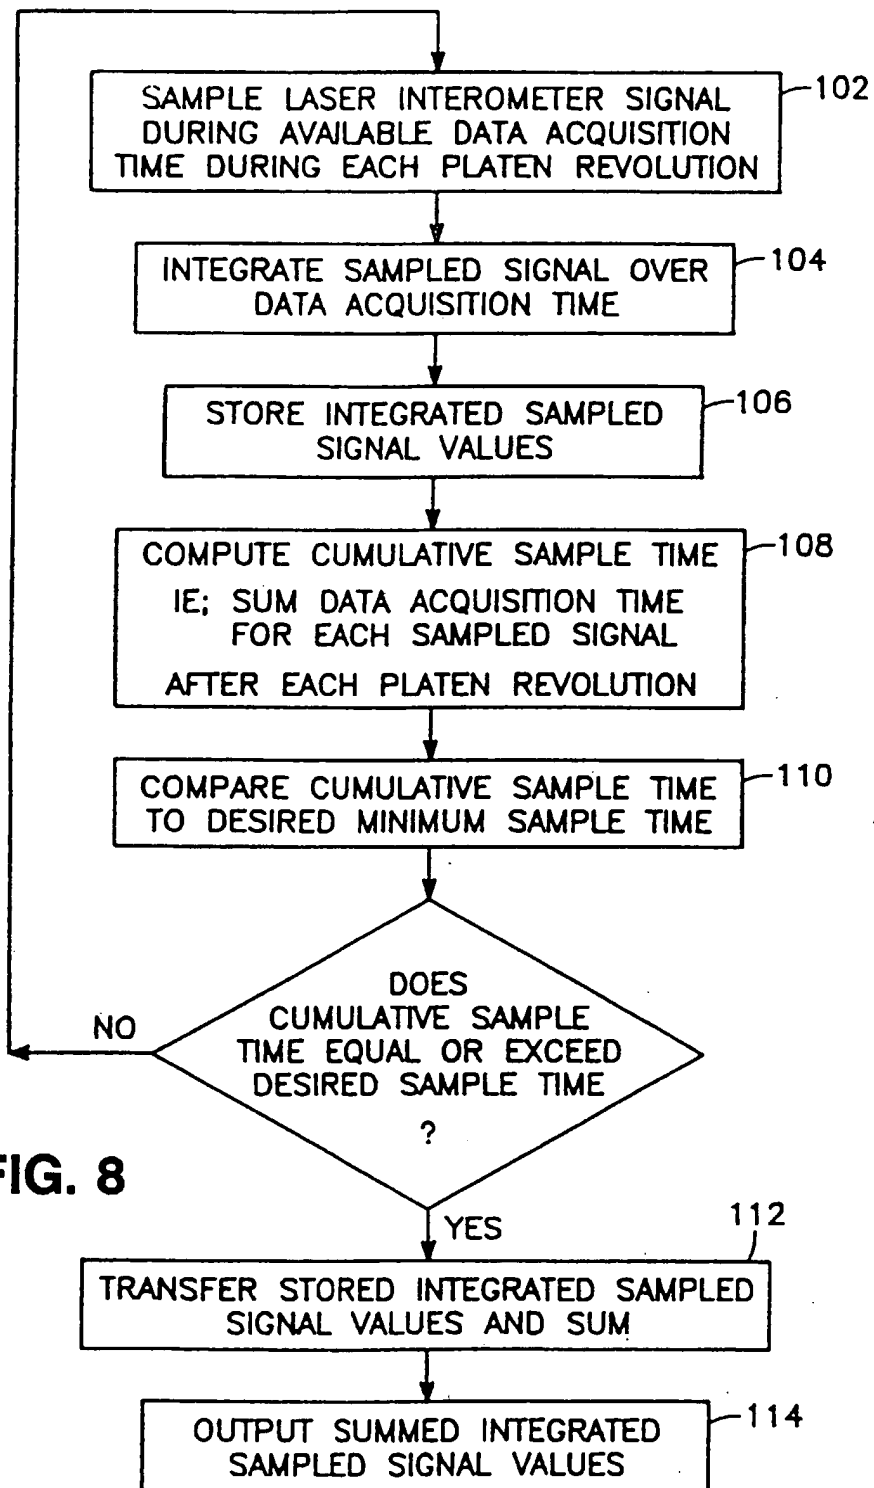 SAMPLE LASER INTEROMETER SIGNAL
DURING AVAILABLE DATA ACQUISITION
TIME DURING EACH PLATEN REVOLUTION
102
INTEGRATE SAMPLED SIGNAL OVER
DATA ACQUISITION TIME
104
STORE INTEGRATED SAMPLED
SIGNAL VALUES
106
COMPUTE CUMULATIVE SAMPLE TIME
IE; SUM DATA ACQUISITION TIME
FOR EACH SAMPLED SIGNAL
AFTER EACH PLATEN REVOLUTION
108
COMPARE CUMULATIVE SAMPLE TIME
TO DESIRED MINIMUM SAMPLE TIME
110
DOES
CUMULATIVE SAMPLE
TIME EQUAL OR EXCEED
DESIRED SAMPLE TIME
?
NO
FIG. 8
YES
112
TRANSFER STORED INTEGRATED SAMPLED
SIGNAL VALUES AND SUM
OUTPUT SUMMED INTEGRATED
SAMPLED SIGNAL VALUES
114